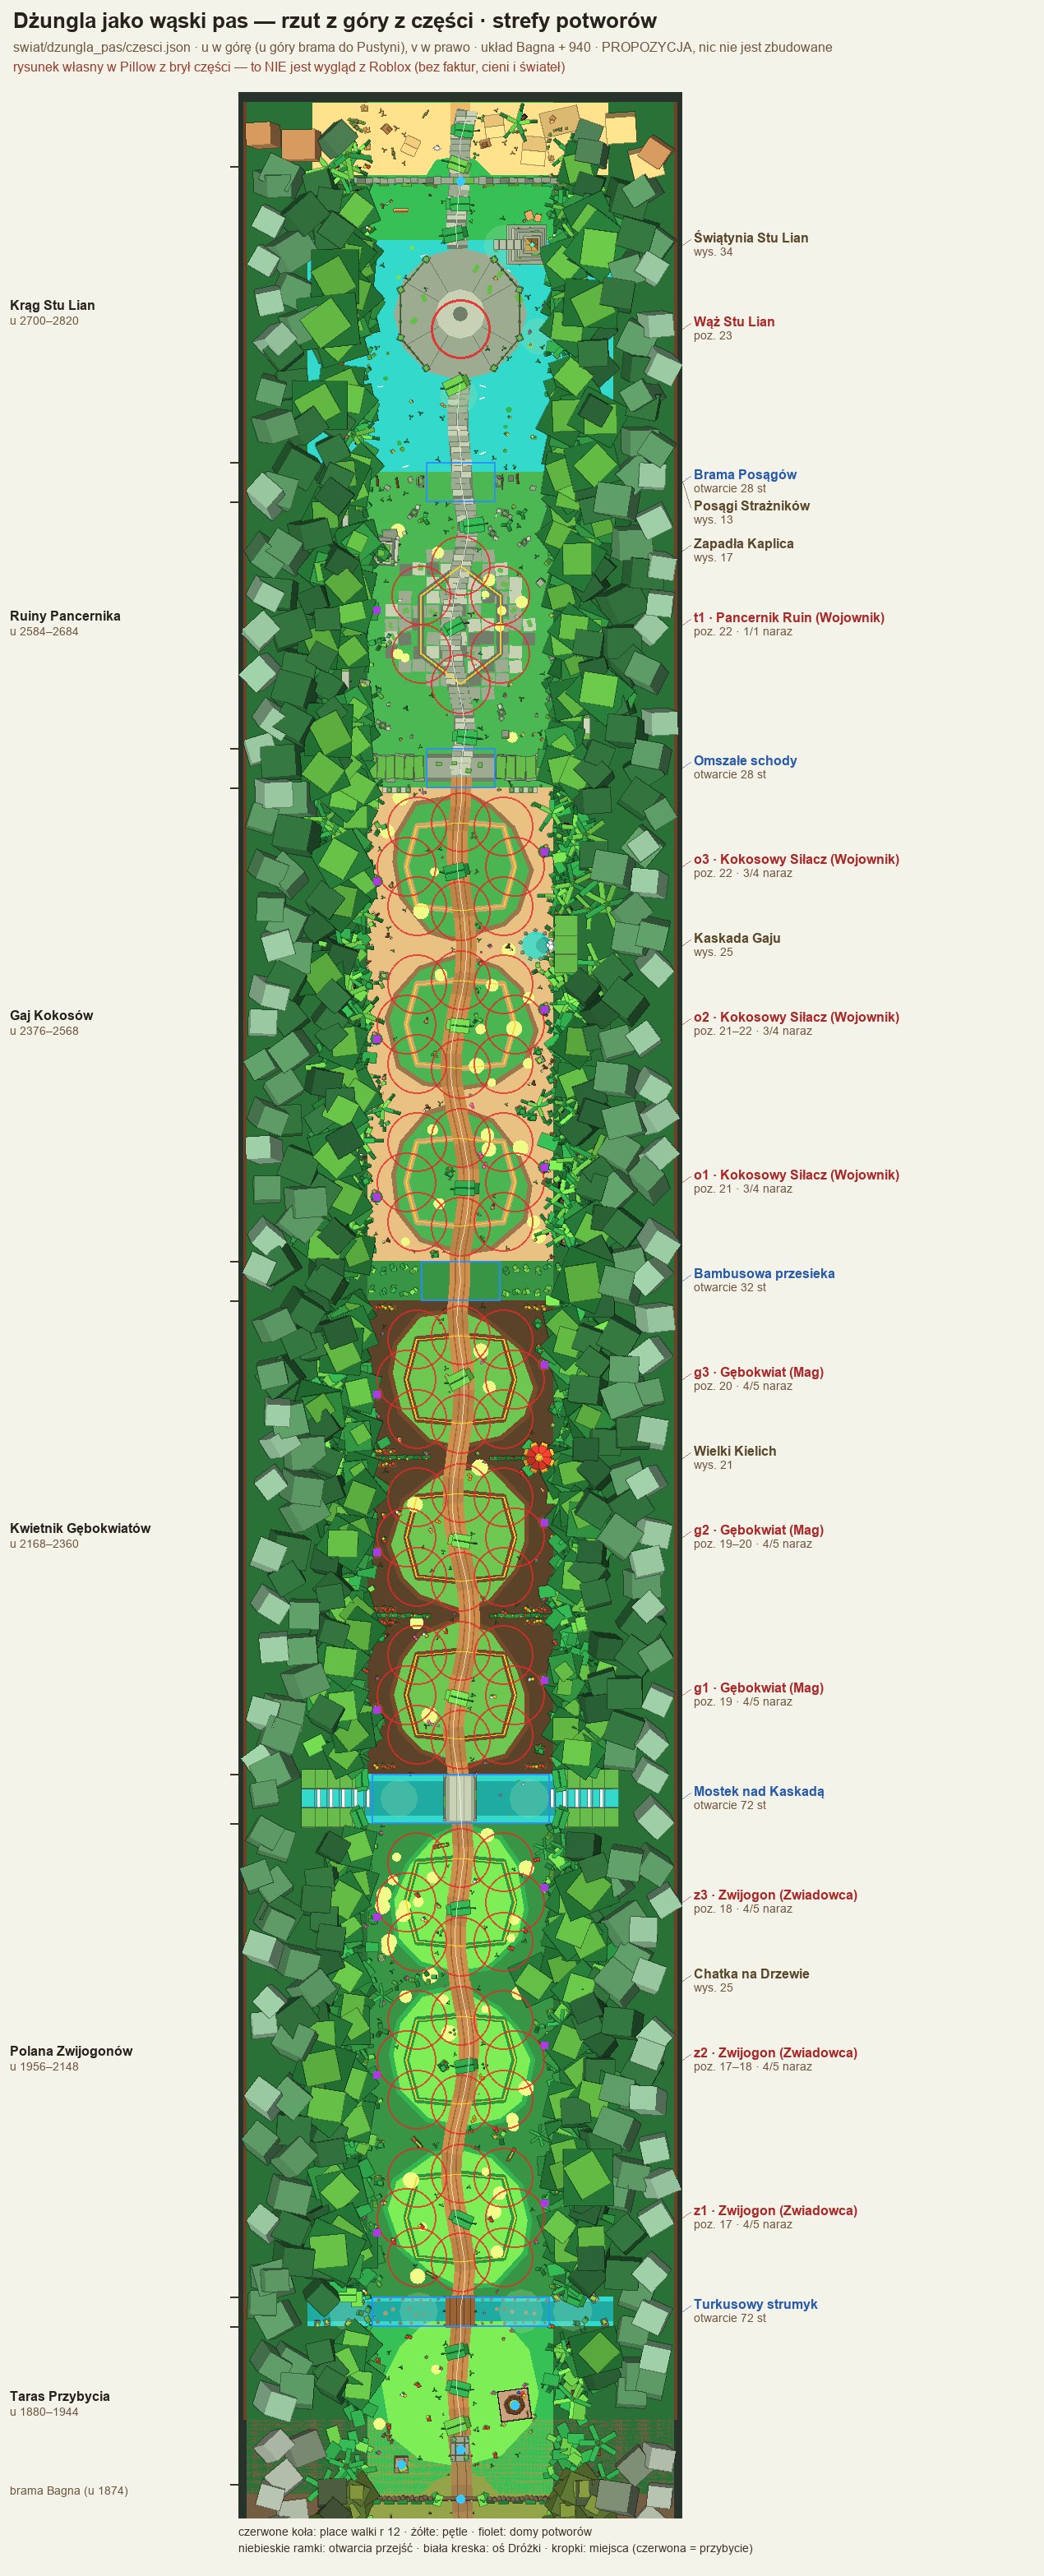 Dżungla jako wąski pas — rzut z góry z części · strefy potworów
swiat/dzungla_pas/czesci.json · u w górę (u góry brama do Pustyni), v w prawo · układ Bagna + 940 · PROPOZYCJA, nic nie jest zbudowane
rysunek własny w Pillow z brył części — to NIE jest wygląd z Roblox (bez faktur, cieni i świateł)
Świątynia Stu Lian
wys. 34
Krąg Stu Lian
u 2700–2820
Wąż Stu Lian
poz. 23
Brama Posągów
otwarcie 28 st
Posągi Strażników
wys. 13
Zapadła Kaplica
wys. 17
Ruiny Pancernika
u 2584–2684
t1 · Pancernik Ruin (Wojownik)
poz. 22 · 1/1 naraz
Omszałe schody
otwarcie 28 st
o3 · Kokosowy Siłacz (Wojownik)
poz. 22 · 3/4 naraz
Kaskada Gaju
wys. 25
Gaj Kokosów
u 2376–2568
o2 · Kokosowy Siłacz (Wojownik)
poz. 21–22 · 3/4 naraz
o1 · Kokosowy Siłacz (Wojownik)
poz. 21 · 3/4 naraz
Bambusowa przesieka
otwarcie 32 st
g3 · Gębokwiat (Mag)
poz. 20 · 4/5 naraz
Wielki Kielich
wys. 21
Kwietnik Gębokwiatów
u 2168–2360
g2 · Gębokwiat (Mag)
poz. 19–20 · 4/5 naraz
g1 · Gębokwiat (Mag)
poz. 19 · 4/5 naraz
Mostek nad Kaskadą
otwarcie 72 st
z3 · Zwijogon (Zwiadowca)
poz. 18 · 4/5 naraz
Chatka na Drzewie
wys. 25
Polana Zwijogonów
u 1956–2148
z2 · Zwijogon (Zwiadowca)
poz. 17–18 · 4/5 naraz
z1 · Zwijogon (Zwiadowca)
poz. 17 · 4/5 naraz
Turkusowy strumyk
otwarcie 72 st
Taras Przybycia
u 1880–1944
brama Bagna (u 1874)
czerwone koła: place walki r 12 · żółte: pętle · fiolet: domy potworów
niebieskie ramki: otwarcia przejść · biała kreska: oś Dróżki · kropki: miejsca (czerwona = przybycie)